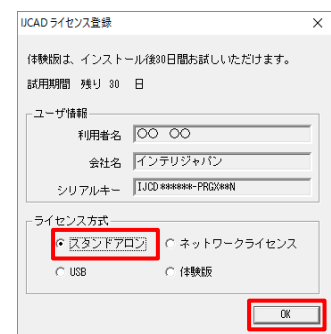 IJCAD ライセンス登録
体験版は、インストール後30日間お試しいただけます。
試用期間 残り 30 日
ユーザ情報
利用者名 〇〇 〇〇
会社名 インテリジャパン
シリアルキー IJCD******-PRGX**N
ライセンス方式
スタンドアロン ネットワークライセンス
USB 体験版
OK